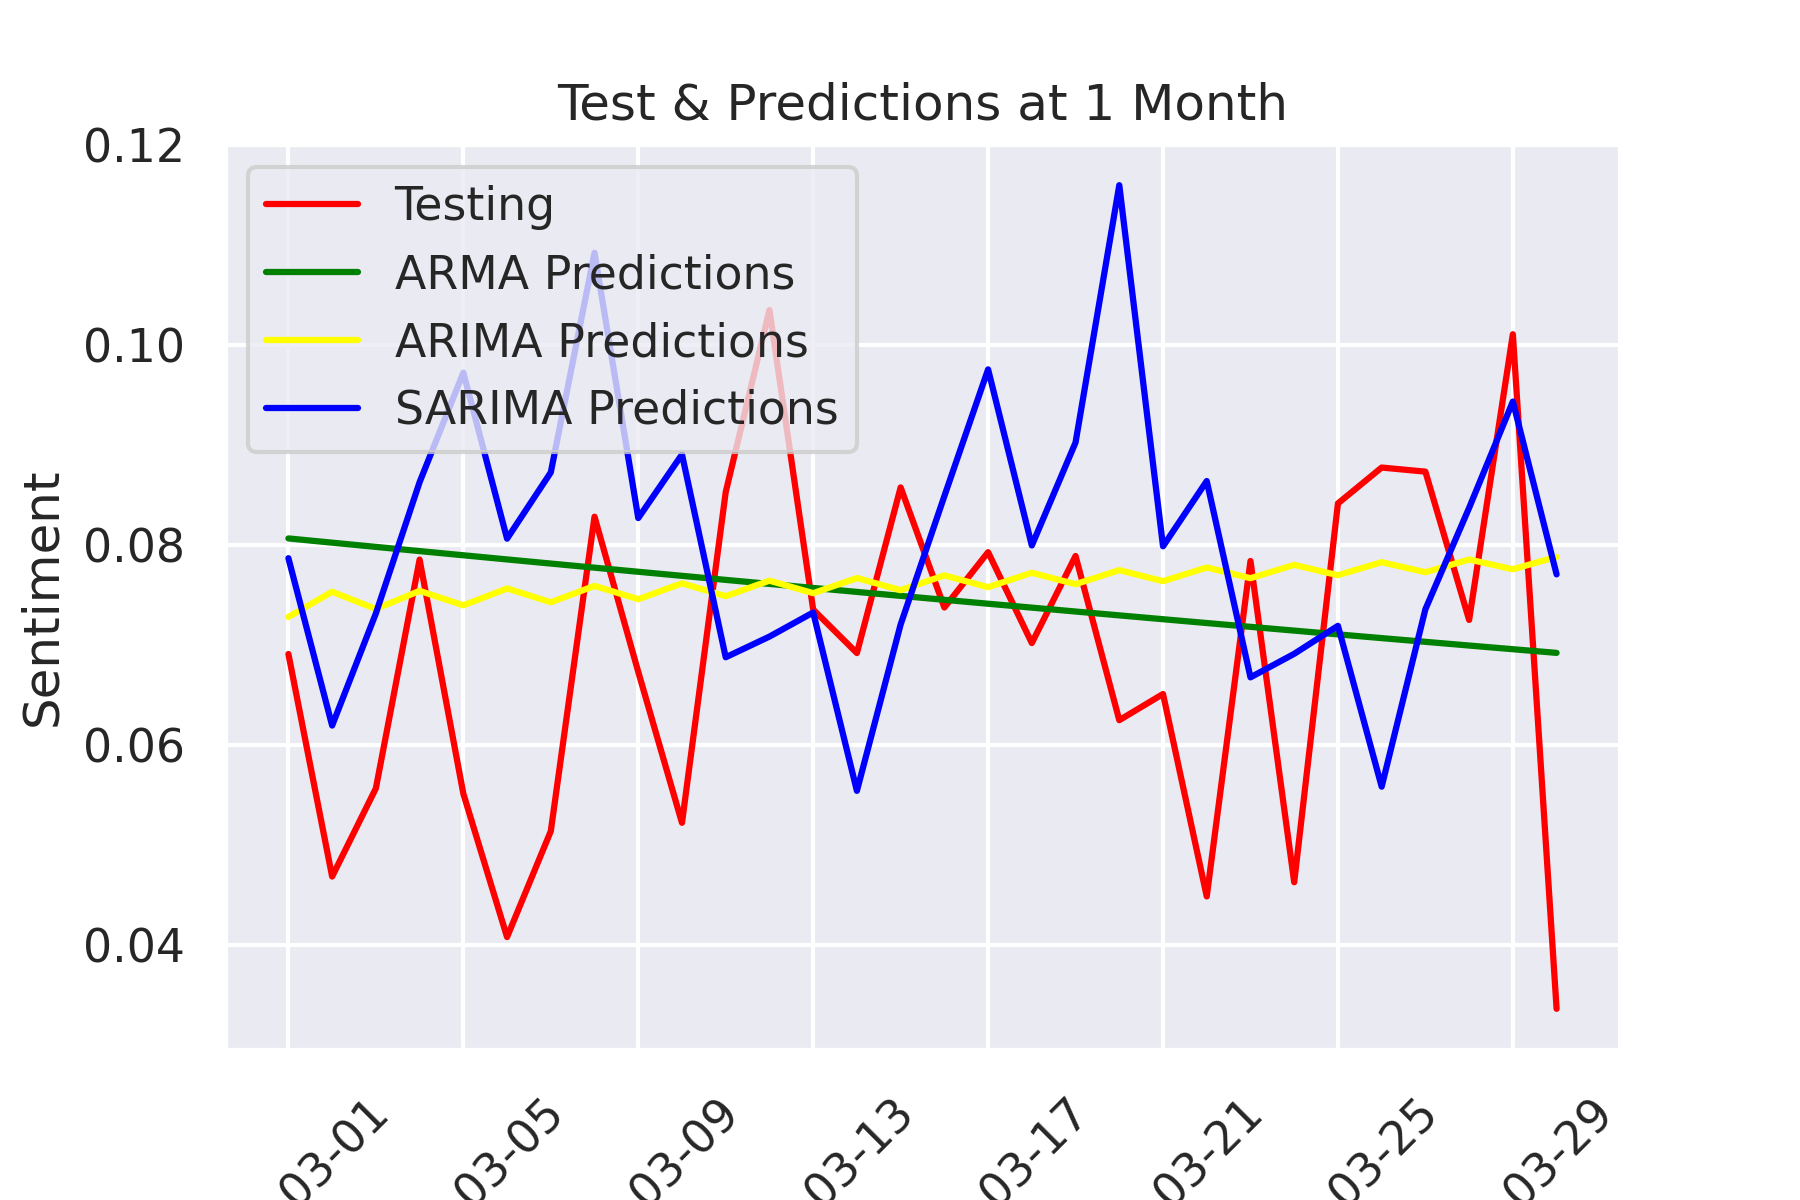 Test & Predictions at 1 Month
0.12
0.10
0.08
0.06
0.04
Sentiment
Testing
ARMA Predictions
ARIMA Predictions
SARIMA Predictions
03-01
03-05
03-09
03-13
03-17
03-21
03-25
03-29